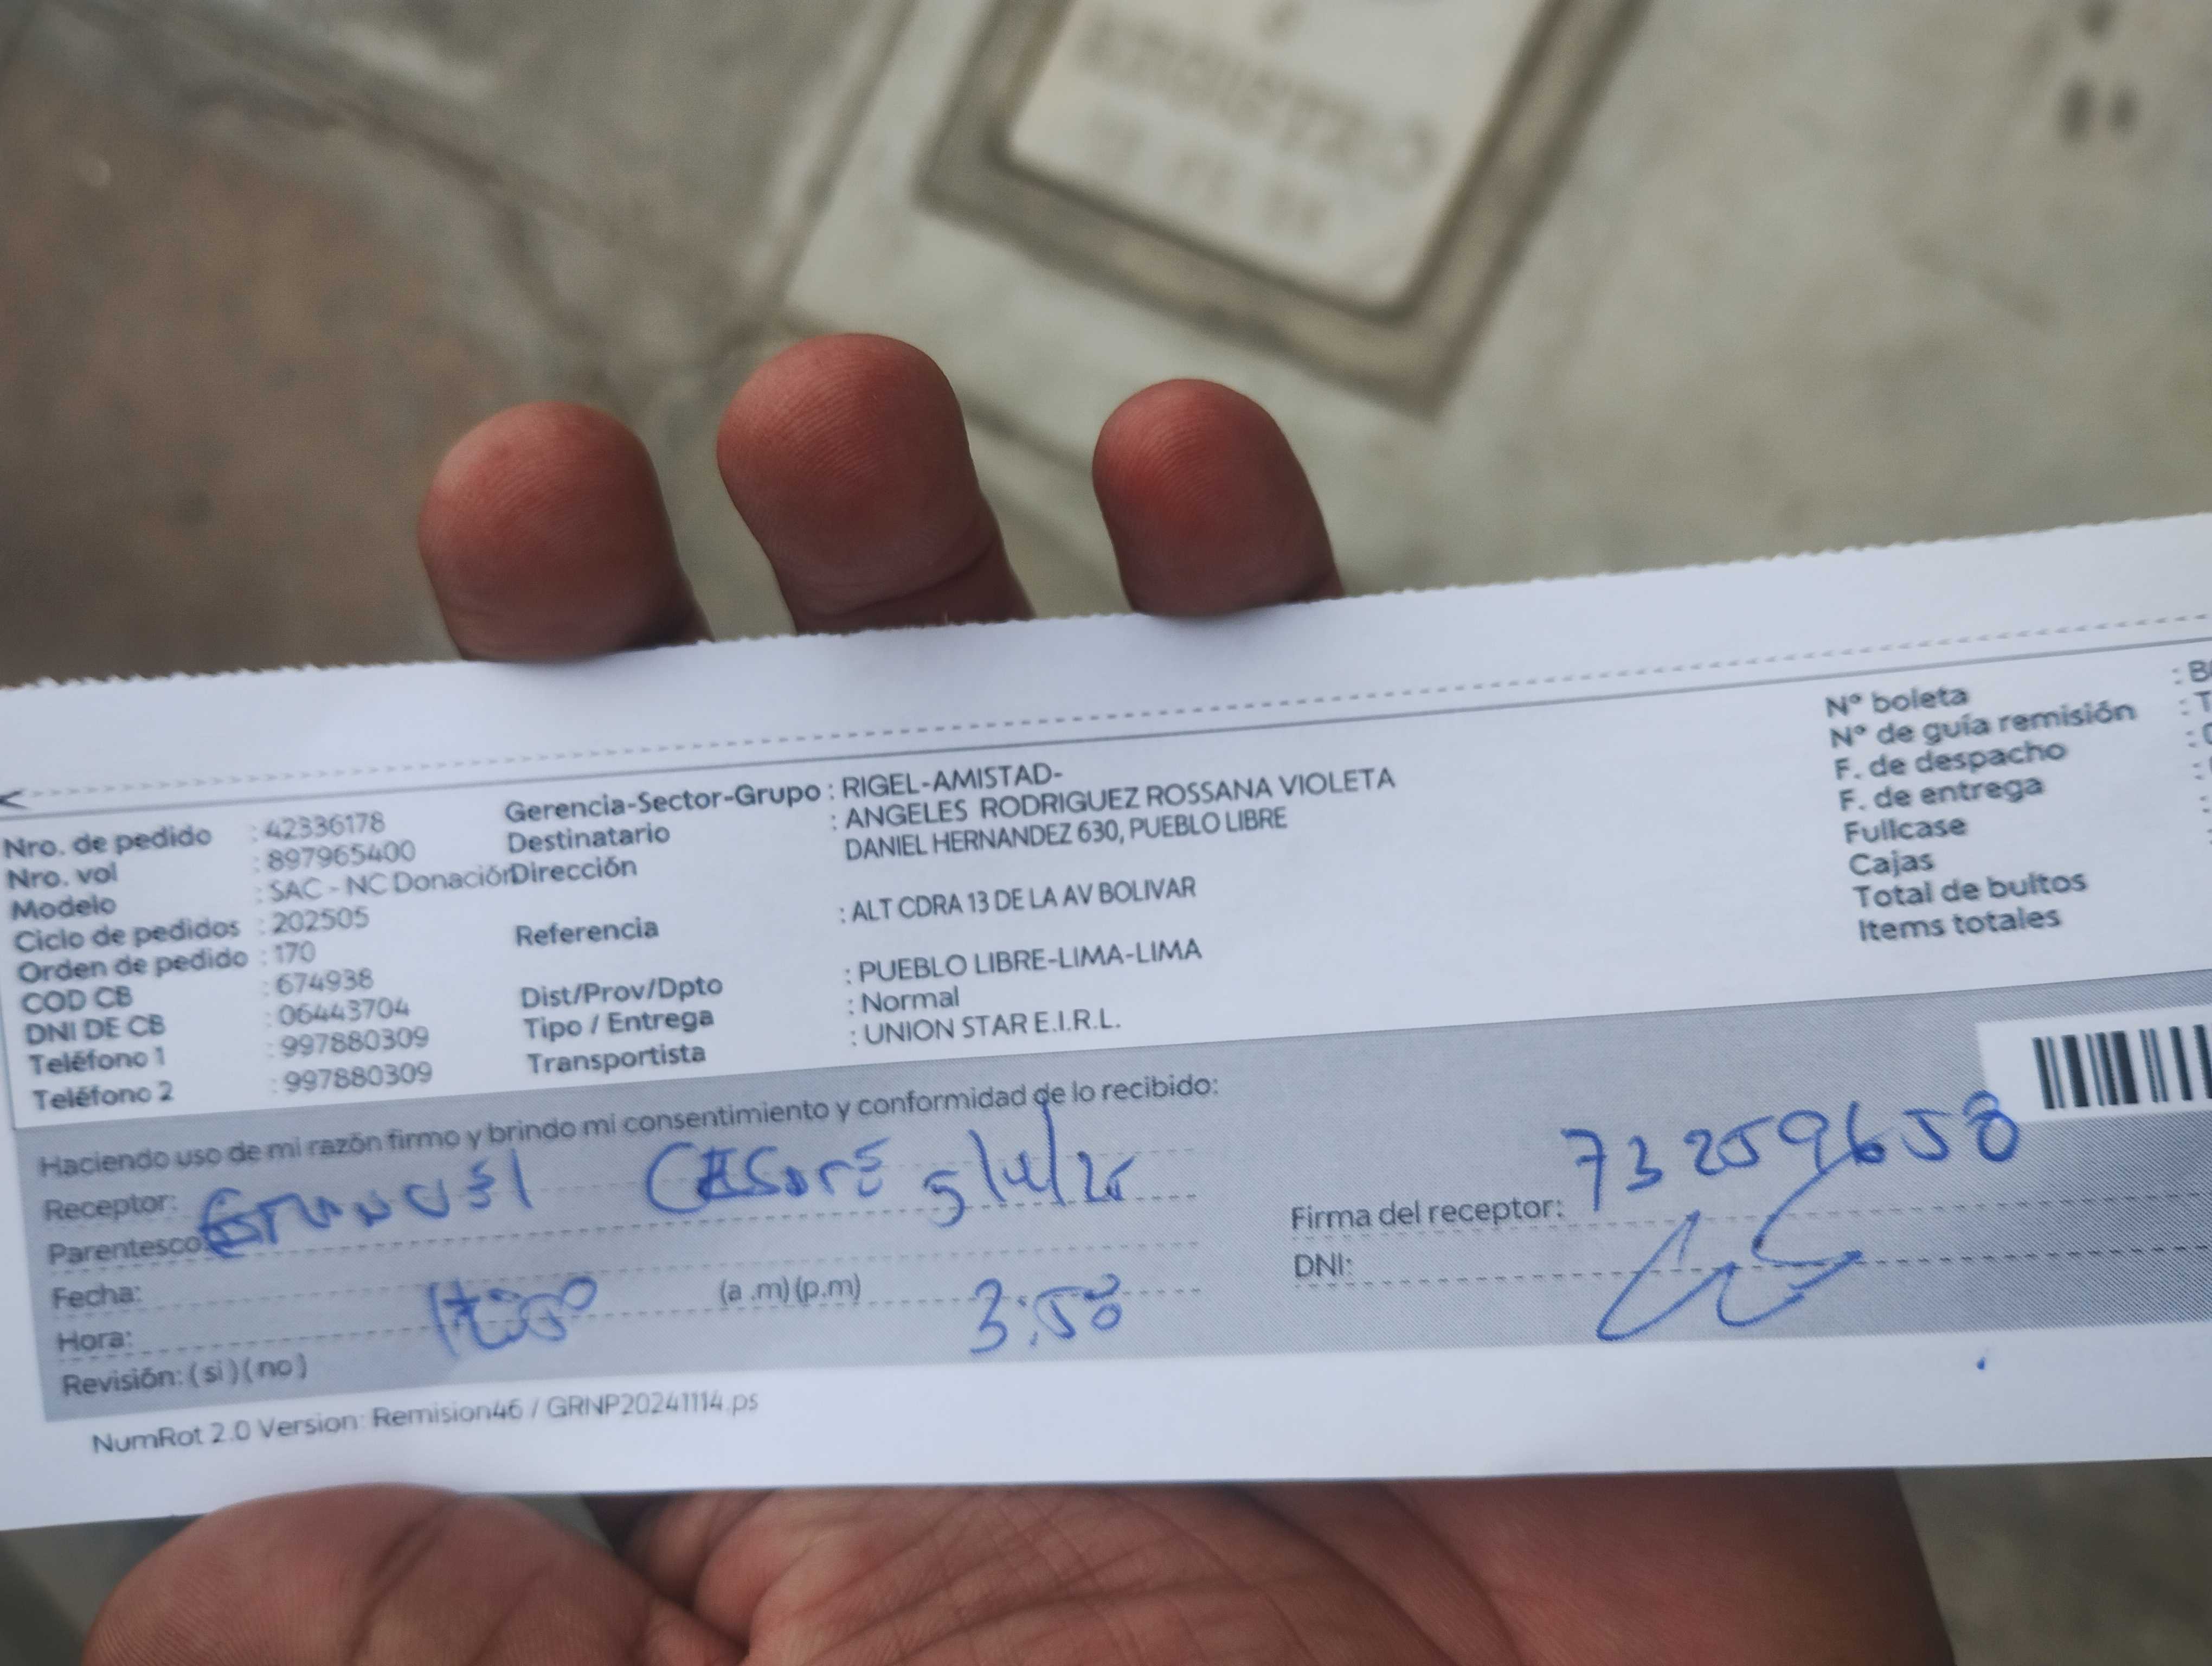 REGISTRO
Nro. de pedido : 42336178
Nro. vol : 897965400
Modelo : SAC - NC Donación
Ciclo de pedidos : 202505
Orden de pedido : 170
COD CB : 674938
DNI DE CB : 06443704
Teléfono 1 : 997880309
Teléfono 2 : 997880309
Gerencia-Sector-Grupo : RIGEL-AMISTAD-
Destinatario : ANGELES RODRIGUEZ ROSSANA VIOLETA
Dirección DANIEL HERNANDEZ 630, PUEBLO LIBRE
Referencia : ALT CDRA 13 DE LA AV BOLIVAR
Dist/Prov/Dpto : PUEBLO LIBRE-LIMA-LIMA
Tipo / Entrega : Normal
Transportista : UNION STAR E.I.R.L.
N° boleta
N° de guía remisión
F. de despacho
F. de entrega
Fullcase
Cajas
Total de bultos
Items totales
Haciendo uso de mi razón firmo y brindo mi consentimiento y conformidad de lo recibido:
Receptor:
Parentesco:
Fecha:
Hora: (a .m) (p.m) 3:58
Revisión: ( si ) ( no )
73259658
Firma del receptor:
DNI:
NumRot 2.0 Version: Remision46 / GRNP20241114.ps